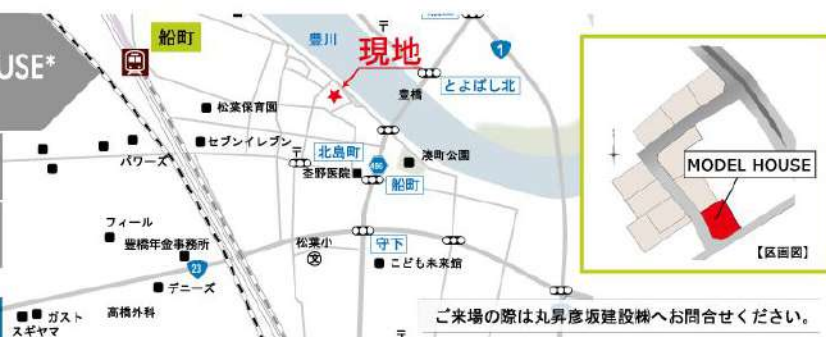 USE*
船町
豊川
現地
〒
1
とよばし北
豊橋
松葉保育園
セブンイレブン
〒
北島町
496
湊町公園
杢野医院
船町
パワーズ
フィール
豊橋年金事務所
松葉小
文
守下
こども未来館
23
デニーズ
高橋外科
ガスト
スギヤマ
〒
MODEL HOUSE
【区画図】
ご来場の際は丸昇彦坂建設㈱へお問合せください。